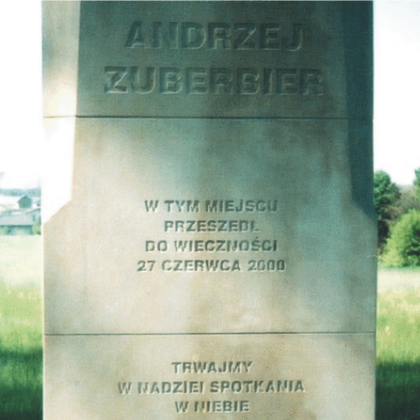 ANDRZEJ
ZUBERBIER
W TYM MIEJSCU
PRZESZEDŁ
DO WIECZNOŚCI
27 CZERWCA 2000
TRWAJMY
W NADZIEI SPOTKANIA
W NIEBIE